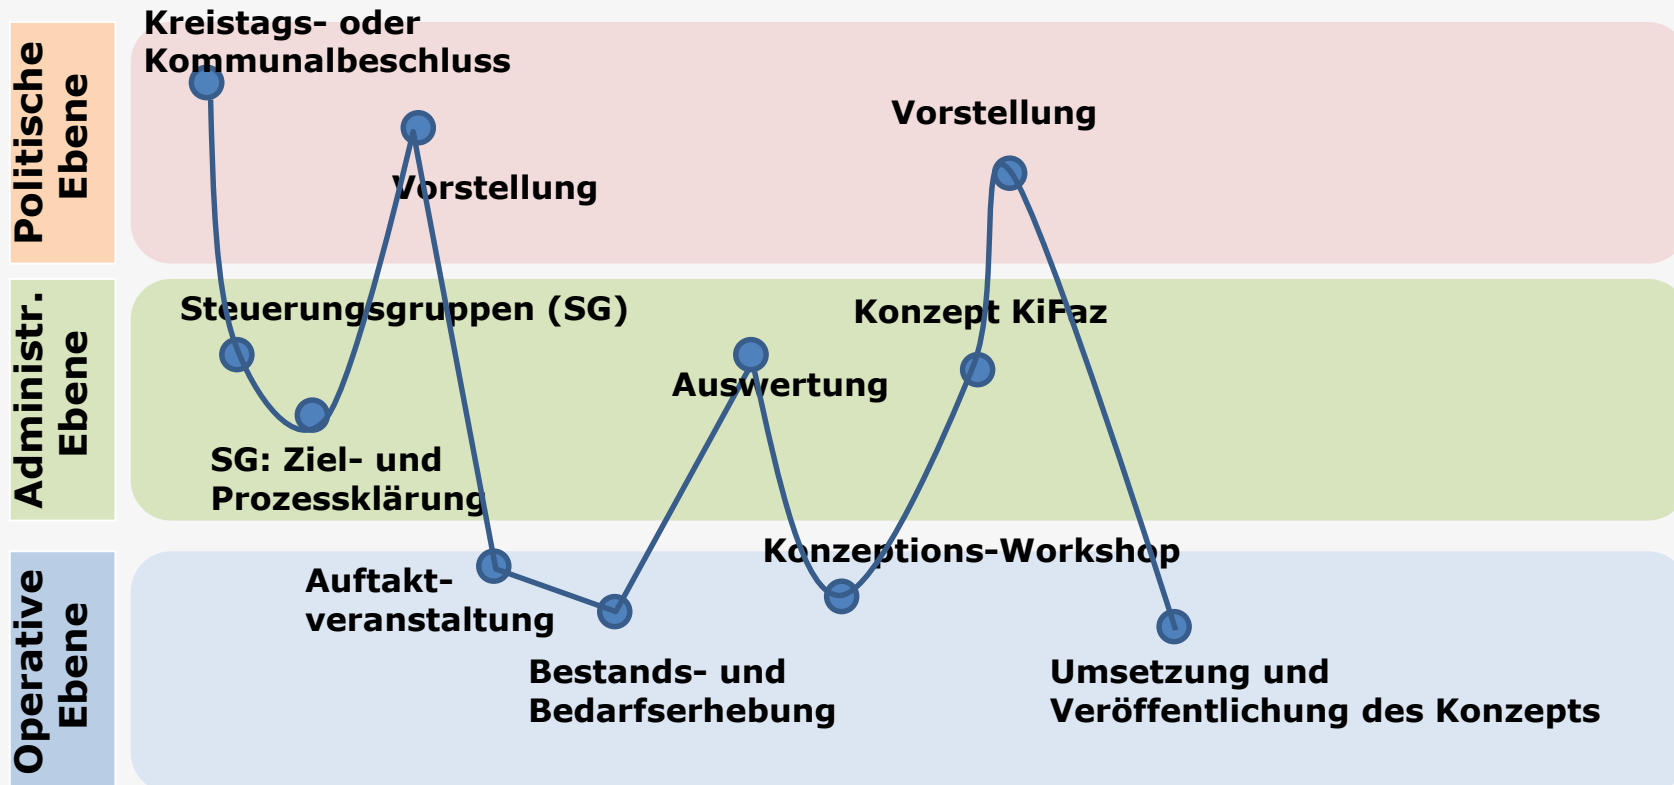 Politische
Ebene
Kreistags- oder
Kommunalbeschluss
Vorstellung
Vorstellung
Administr.
Ebene
Steuerungsgruppen (SG)
Konzept KiFaz
Auswertung
SG: Ziel- und
Prozessklärung
Operative
Ebene
Konzeptions-Workshop
Auftakt-
veranstaltung
Bestands- und
Bedarfserhebung
Umsetzung und
Veröffentlichung des Konzepts